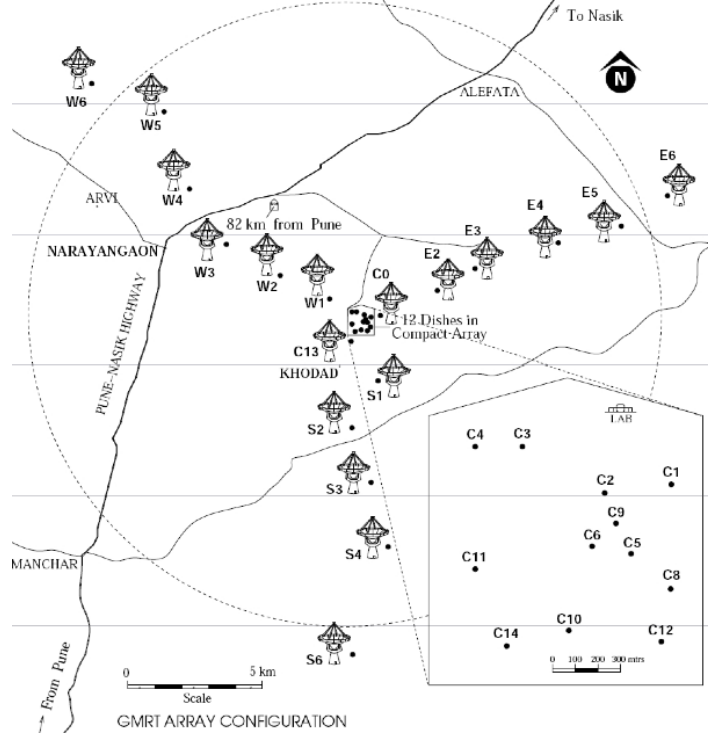 To Nasik
N
ALEFATA
W6
W5
W4
E6
E5
E4
E3
E2
ARVI
82 km from Pune
NARAYANGAON
W3
W2
W1
C0
12 Dishes in
Compact-Array
C13
KHODAD
S1
PUNE-NASIK HIGHWAY
S2
S3
S4
S6
LAB
C4
C3
C1
C2
C9
C6
C5
C11
C8
C10
C14
C12
0 100 200 300 mtrs
MANCHAR
From Pune
0 5 km
Scale
GMRT ARRAY CONFIGURATION